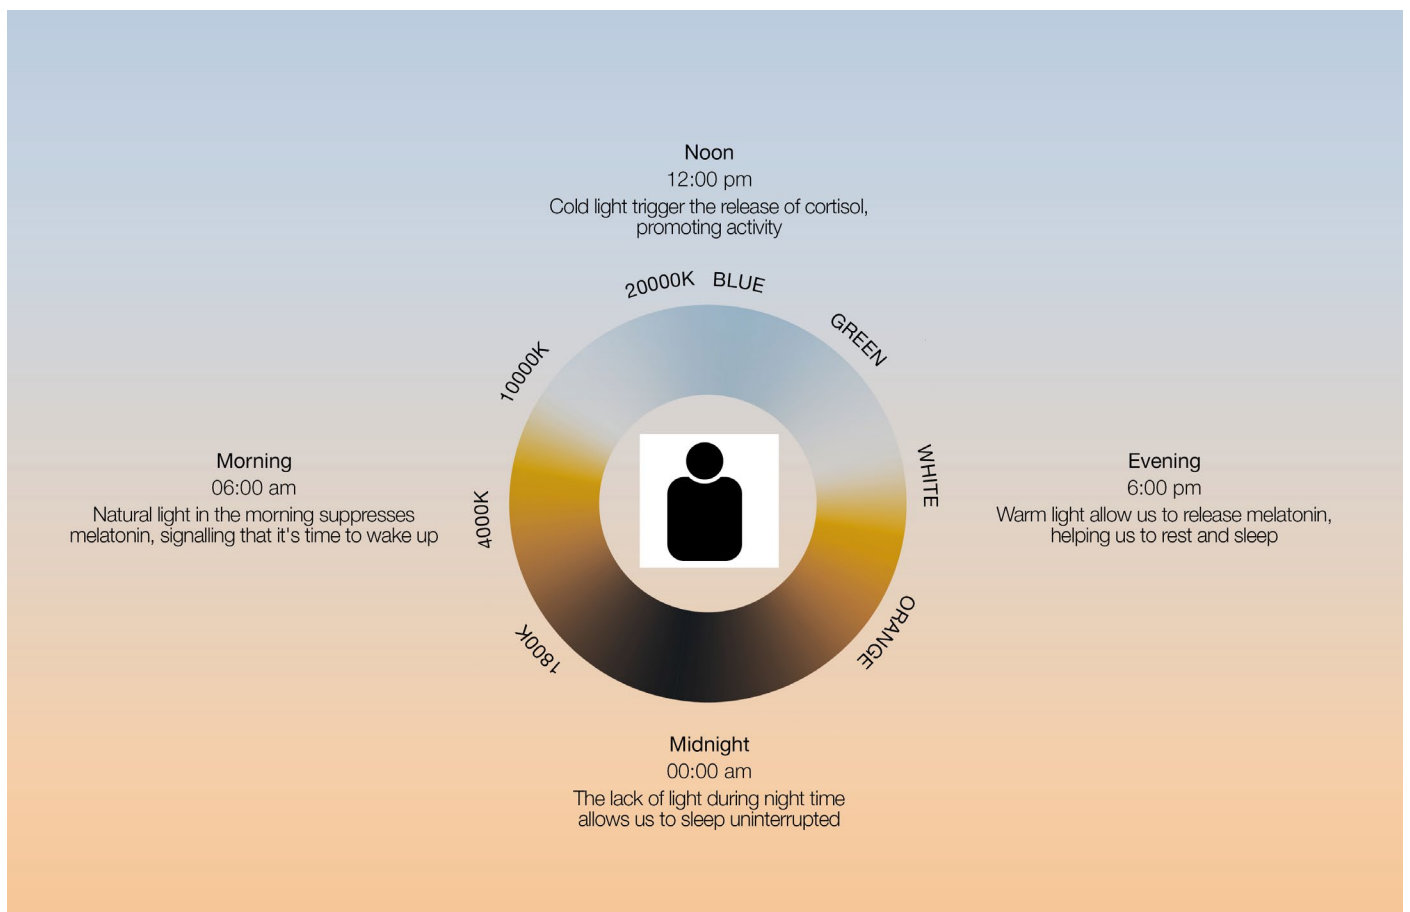 Noon
12:00 pm
Cold light trigger the release of cortisol,
promoting activity
20000K BLUE
GREEN
10000K
WHITE
4000K
ORANGE
1800K
Morning
06:00 am
Natural light in the morning suppresses
melatonin, signalling that it's time to wake up
Evening
6:00 pm
Warm light allow us to release melatonin,
helping us to rest and sleep
Midnight
00:00 am
The lack of light during night time
allows us to sleep uninterrupted